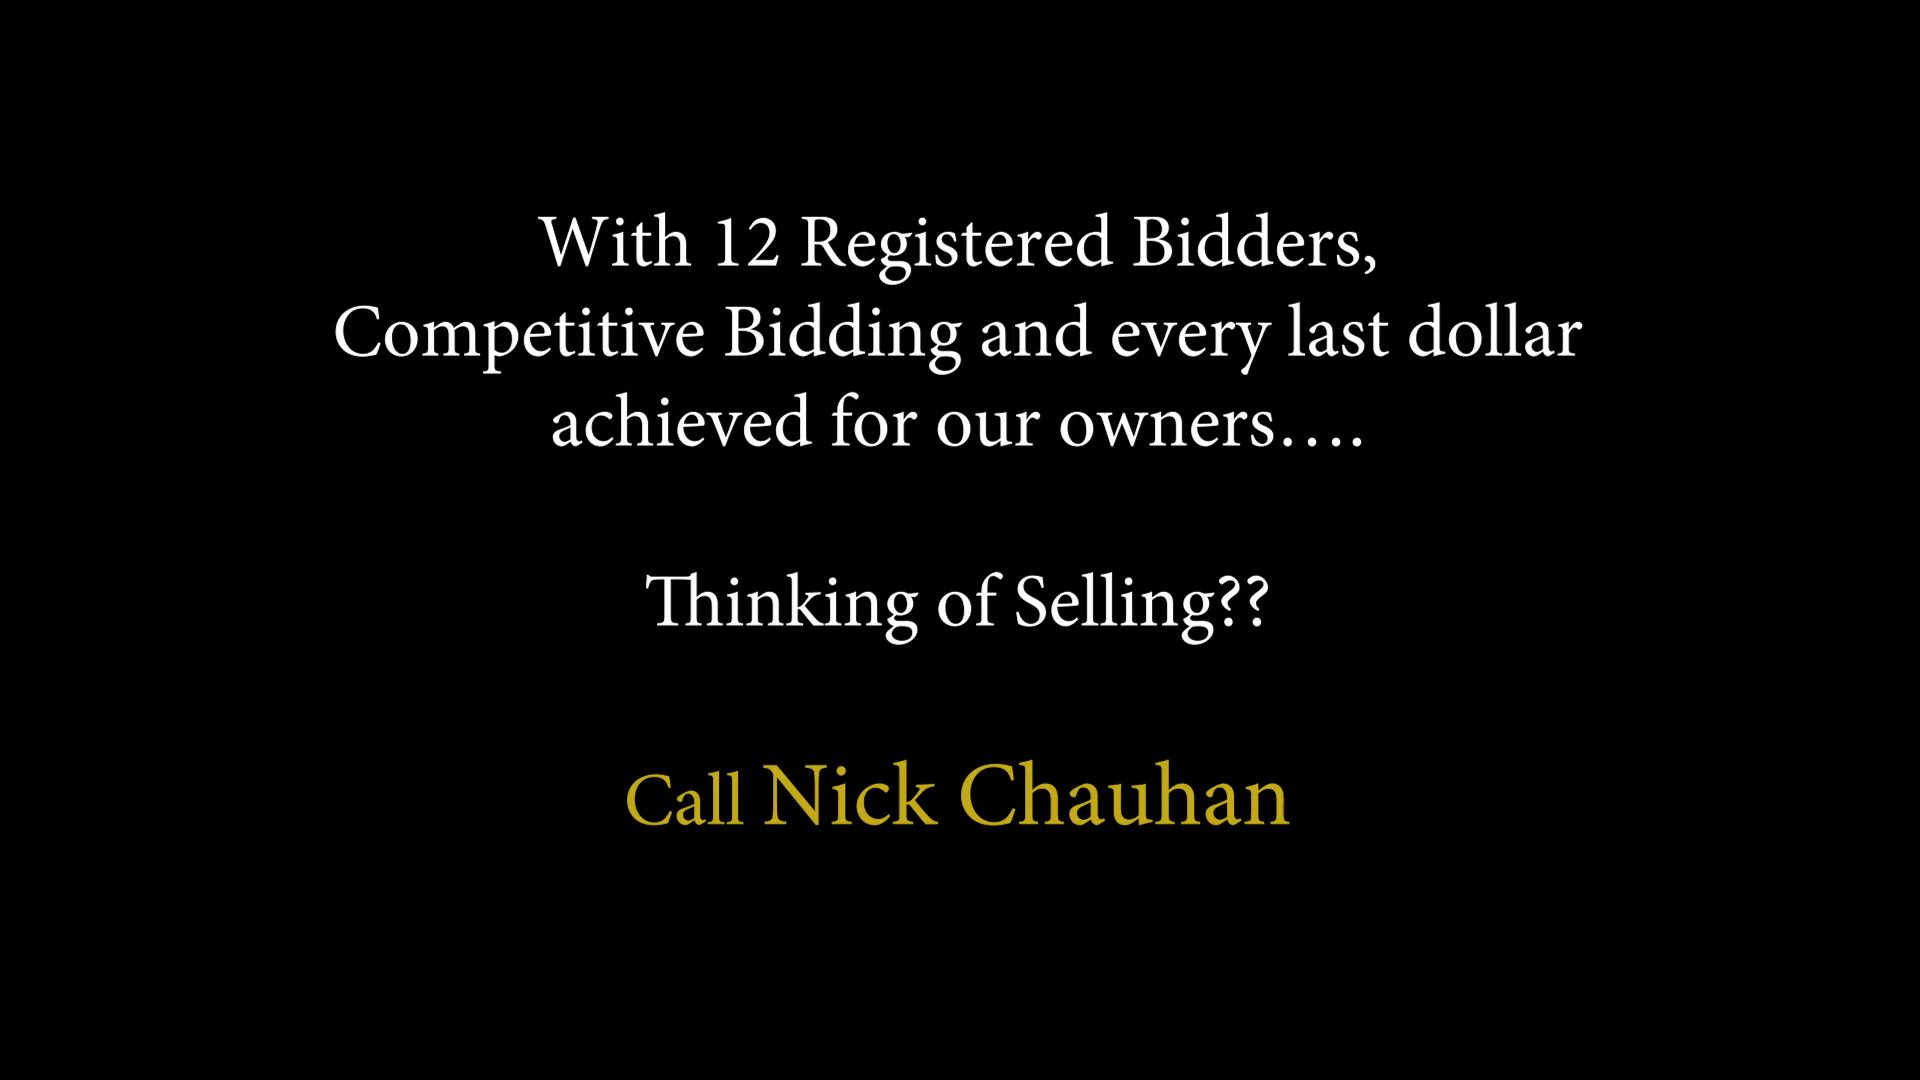 With 12 Registered Bidders,
Competitive Bidding and every last dollar
achieved for our owners….
Thinking of Selling??
Call Nick Chauhan